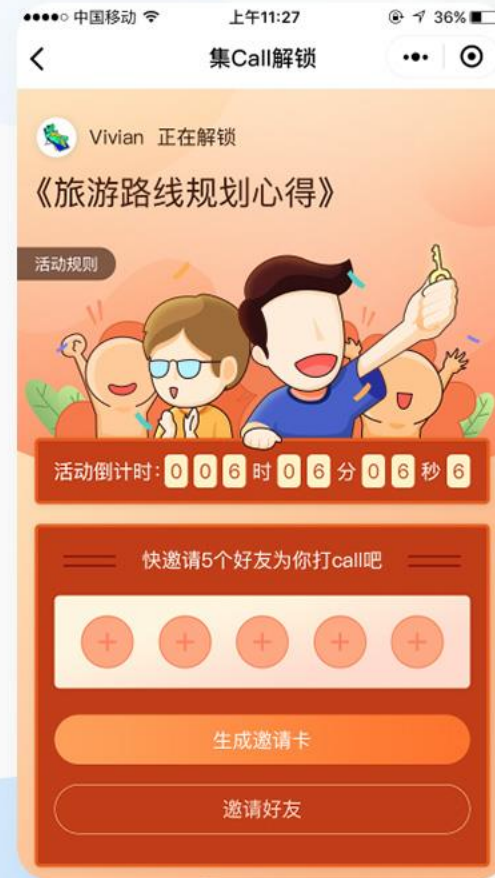 中国移动 上午11:27 36%
集Call解锁
Vivian 正在解锁
《旅游路线规划心得》
活动规则
活动倒计时:006时06分06秒6
快邀请5个好友为你打call吧
生成邀请卡
邀请好友